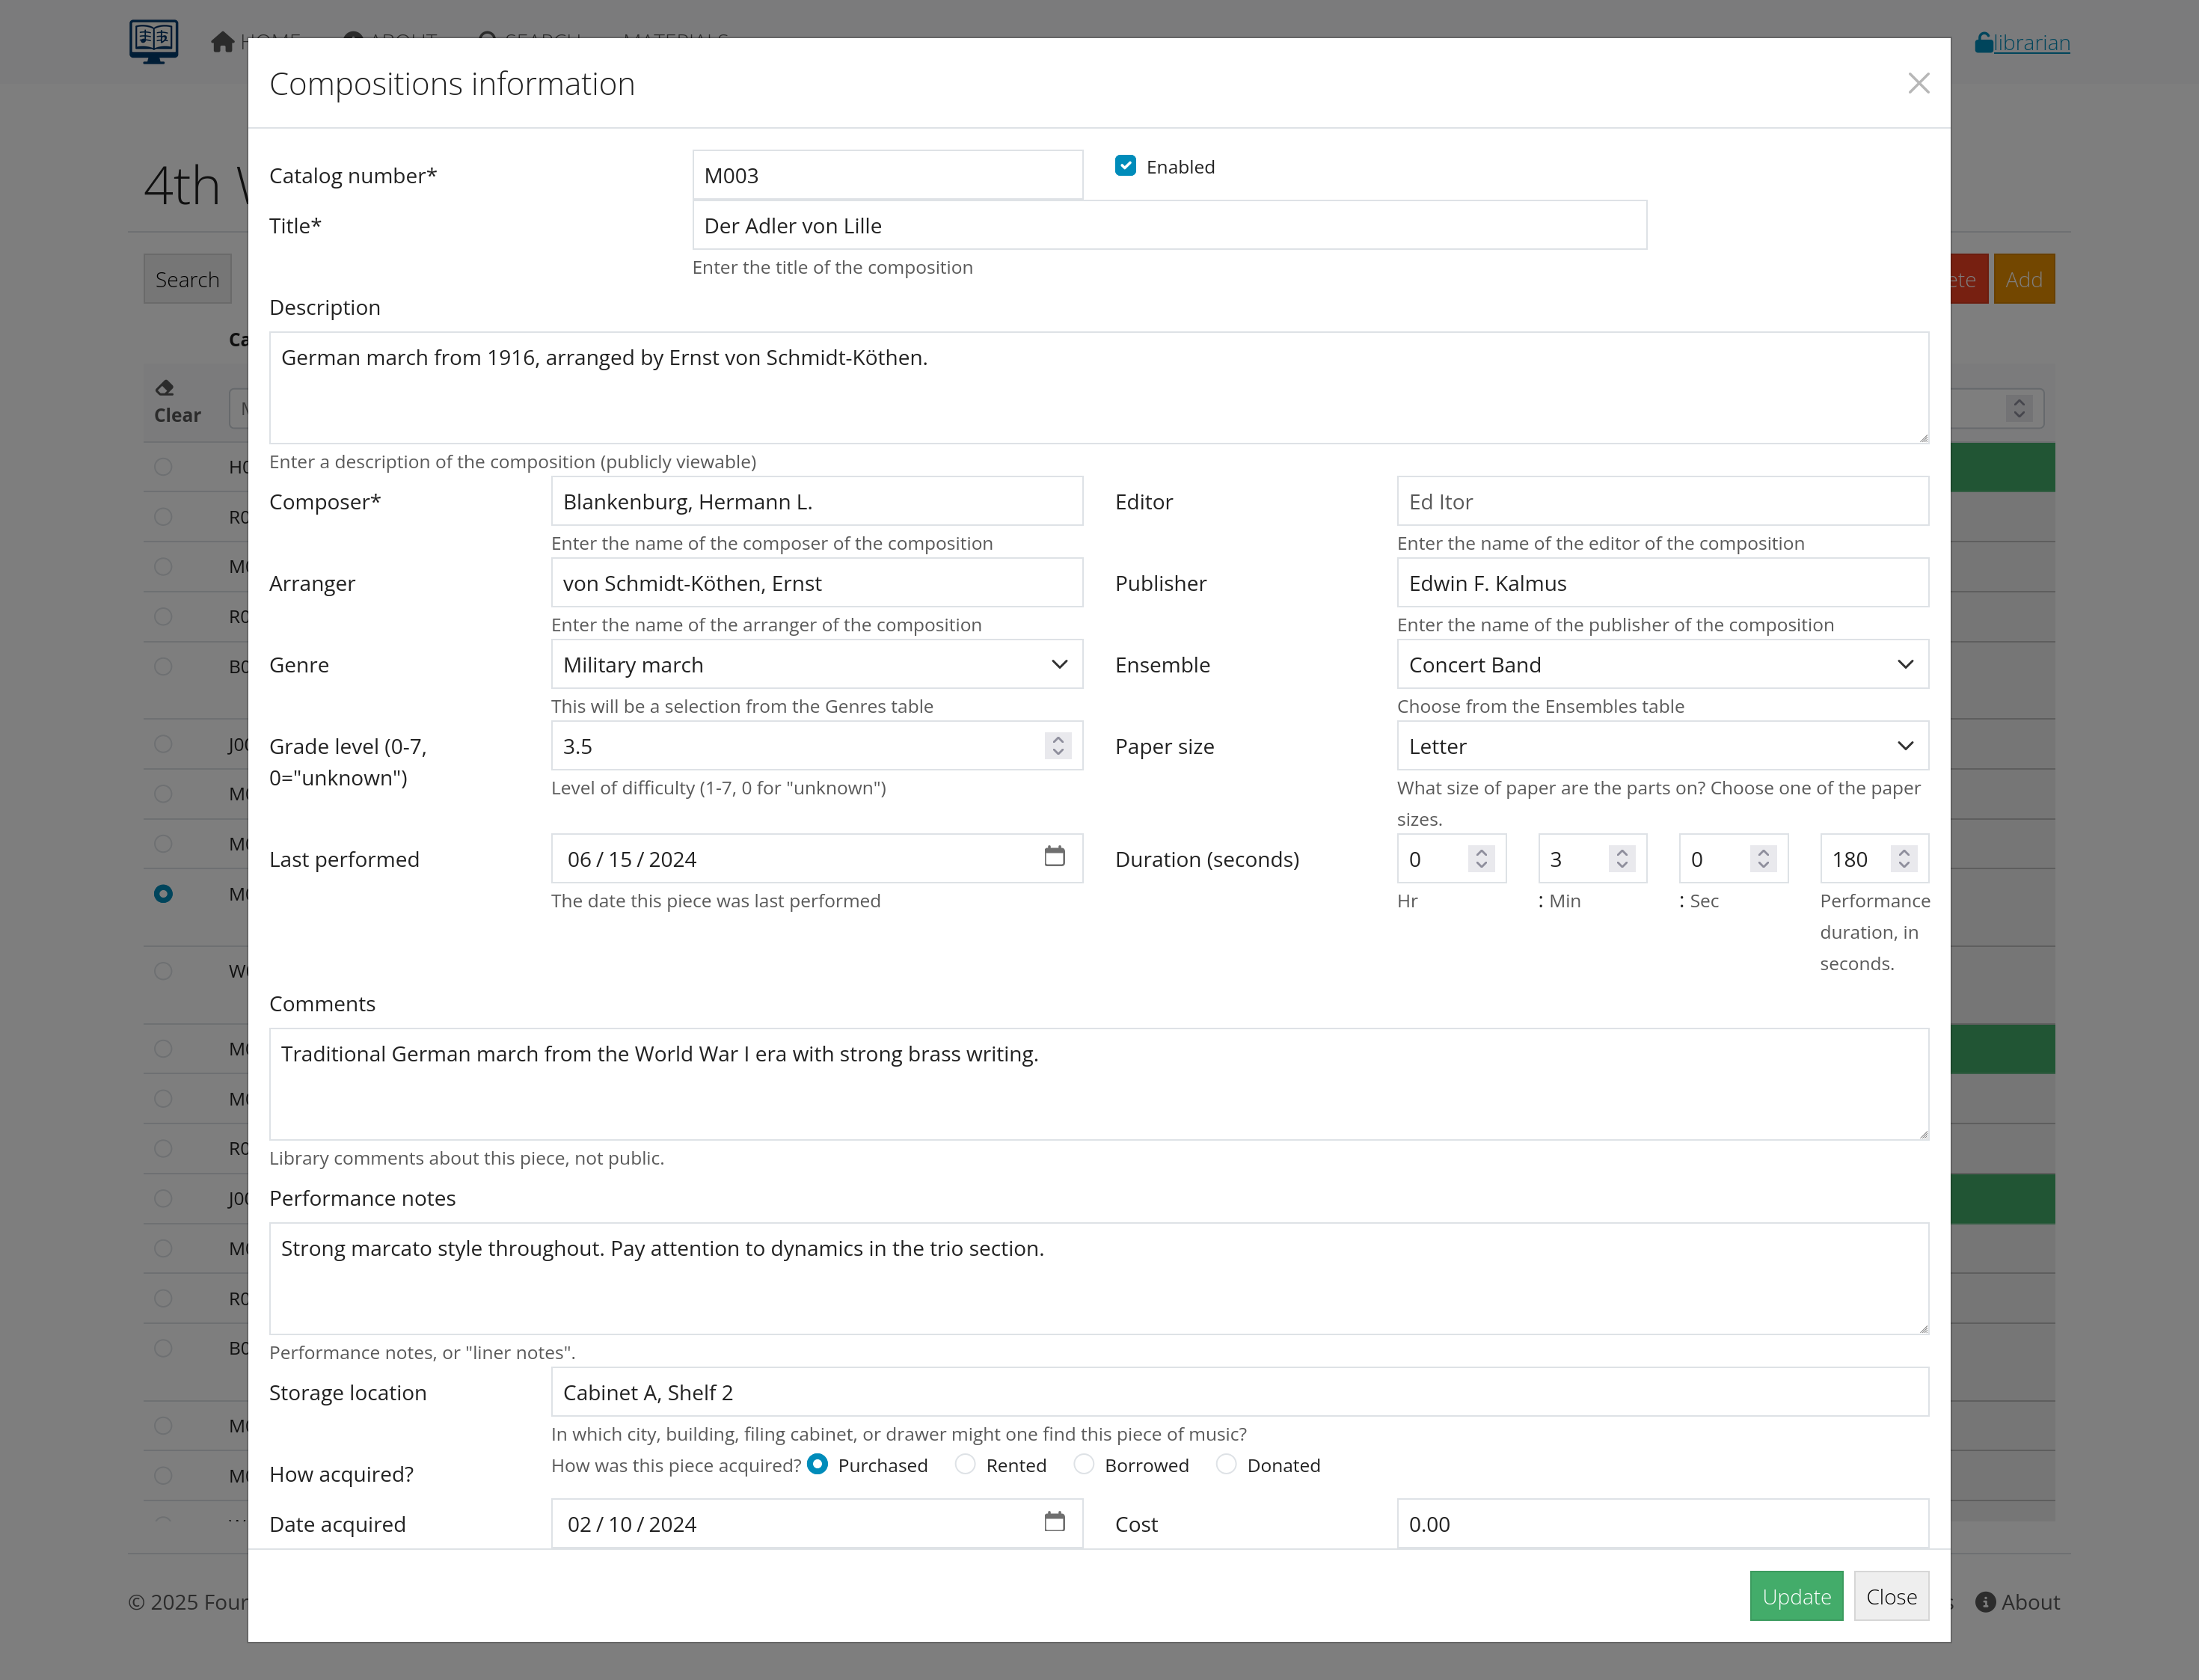 HOME ABOUT SEARCH MATERIALS librarian
Compositions information
4th
Catalog number* M003 Enabled
Title* Der Adler von Lille
Enter the title of the composition
Search Add
Description
German march from 1916, arranged by Ernst von Schmidt-Köthen.
Clear
Enter a description of the composition (publicly viewable)
Composer* Blankenburg, Hermann L. Editor Ed Itor
Enter the name of the composer of the composition Enter the name of the editor of the composition
Arranger von Schmidt-Köthen, Ernst Publisher Edwin F. Kalmus
Enter the name of the arranger of the composition Enter the name of the publisher of the composition
Genre Military march Ensemble Concert Band
This will be a selection from the Genres table Choose from the Ensembles table
Grade level (0-7, 3.5 Paper size Letter
0="unknown")
Level of difficulty (1-7, 0 for "unknown") What size of paper are the parts on? Choose one of the paper
sizes.
Last performed 06 / 15 / 2024 Duration (seconds) 0 3 0 180
The date this piece was last performed Hr : Min : Sec Performance
duration, in
seconds.
Comments
Traditional German march from the World War I era with strong brass writing.
Library comments about this piece, not public.
Performance notes
Strong marcato style throughout. Pay attention to dynamics in the trio section.
Performance notes, or "liner notes".
Storage location Cabinet A, Shelf 2
In which city, building, filing cabinet, or drawer might one find this piece of music?
How acquired? How was this piece acquired? Purchased Rented Borrowed Donated
Date acquired 02 / 10 / 2024 Cost 0.00
Update Close
© 2025 Four About